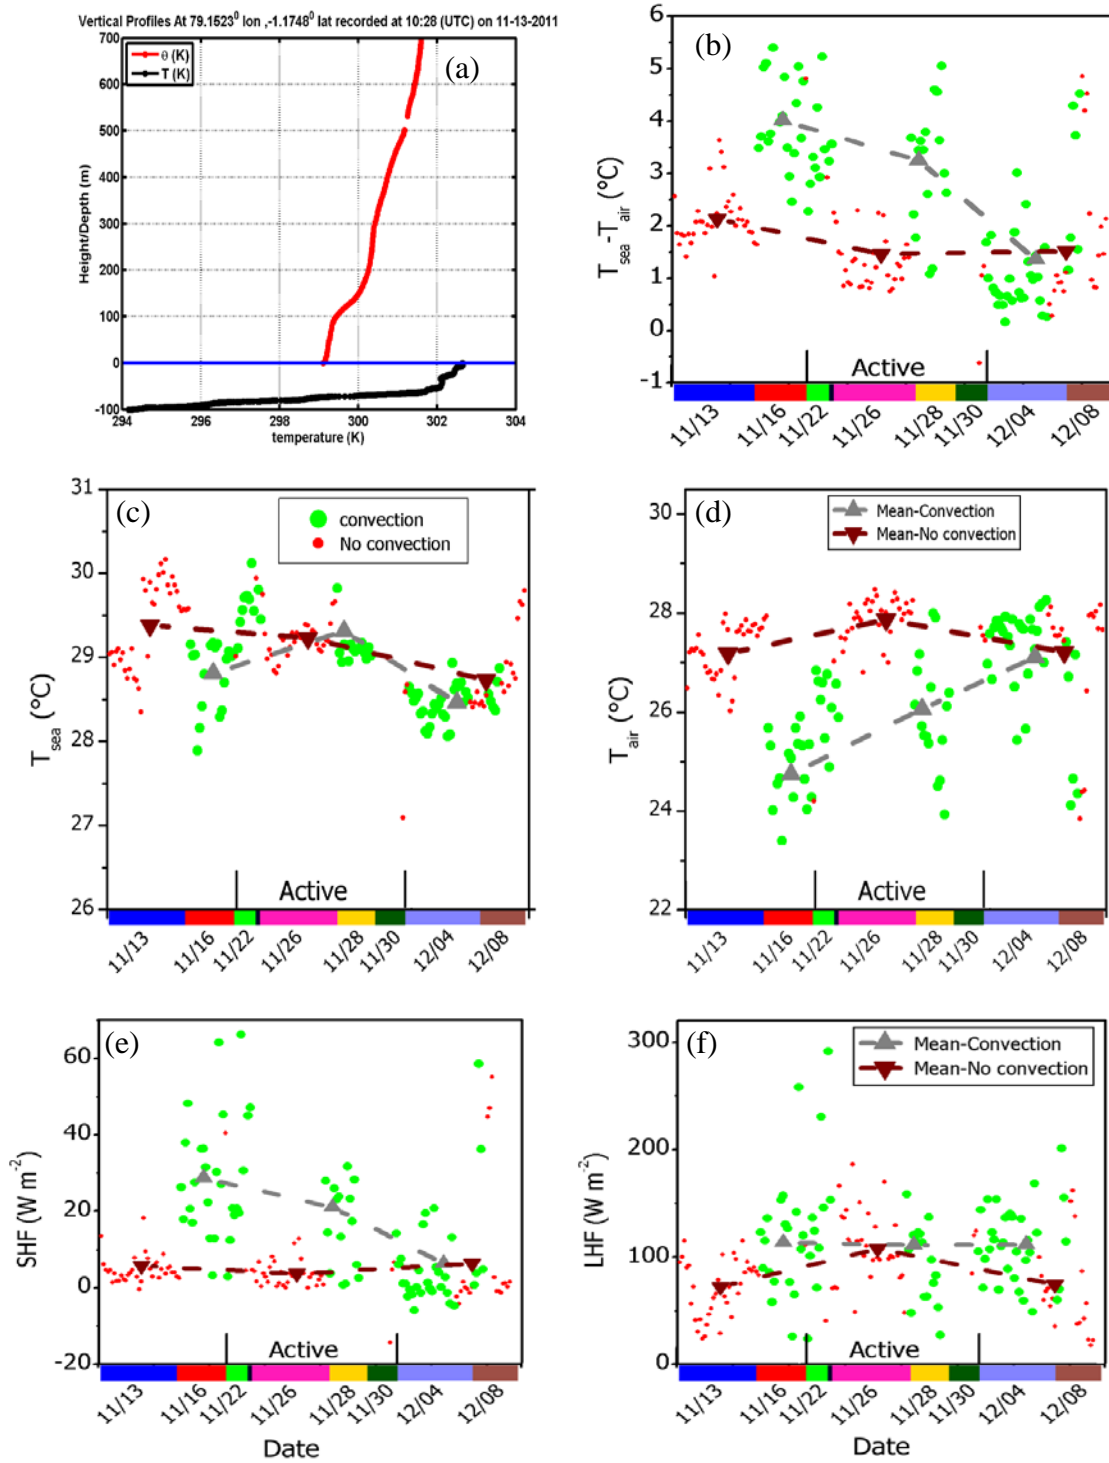 Vertical Profiles At 79.1523⁰ lon ,-1.1748⁰ lat recorded at 10:28 (UTC) on 11-13-2011
700
600
500
400
300
200
100
0
-100
Height/Depth (m)
θ (K)
T (K)
(a)
294 296 298 300 302 304
temperature (K)
(b)
6
5
4
3
2
1
0
-1
T_sea-T_air (°C)
Active
11/13 11/16 11/22 11/26 11/28 11/30 12/04 12/08
(c)
31
30
29
28
27
26
T_sea (°C)
convection
No convection
Active
11/13 11/16 11/22 11/26 11/28 11/30 12/04 12/08
(d)
30
28
26
24
22
T_air (°C)
Mean-Convection
Mean-No convection
Active
11/13 11/16 11/22 11/26 11/28 11/30 12/04 12/08
(e)
60
40
20
0
-20
SHF (W m⁻²)
Active
11/13 11/16 11/22 11/26 11/28 11/30 12/04 12/08
Date
(f)
300
200
100
0
LHF (W m⁻²)
Mean-Convection
Mean-No convection
Active
11/13 11/16 11/22 11/26 11/28 11/30 12/04 12/08
Date